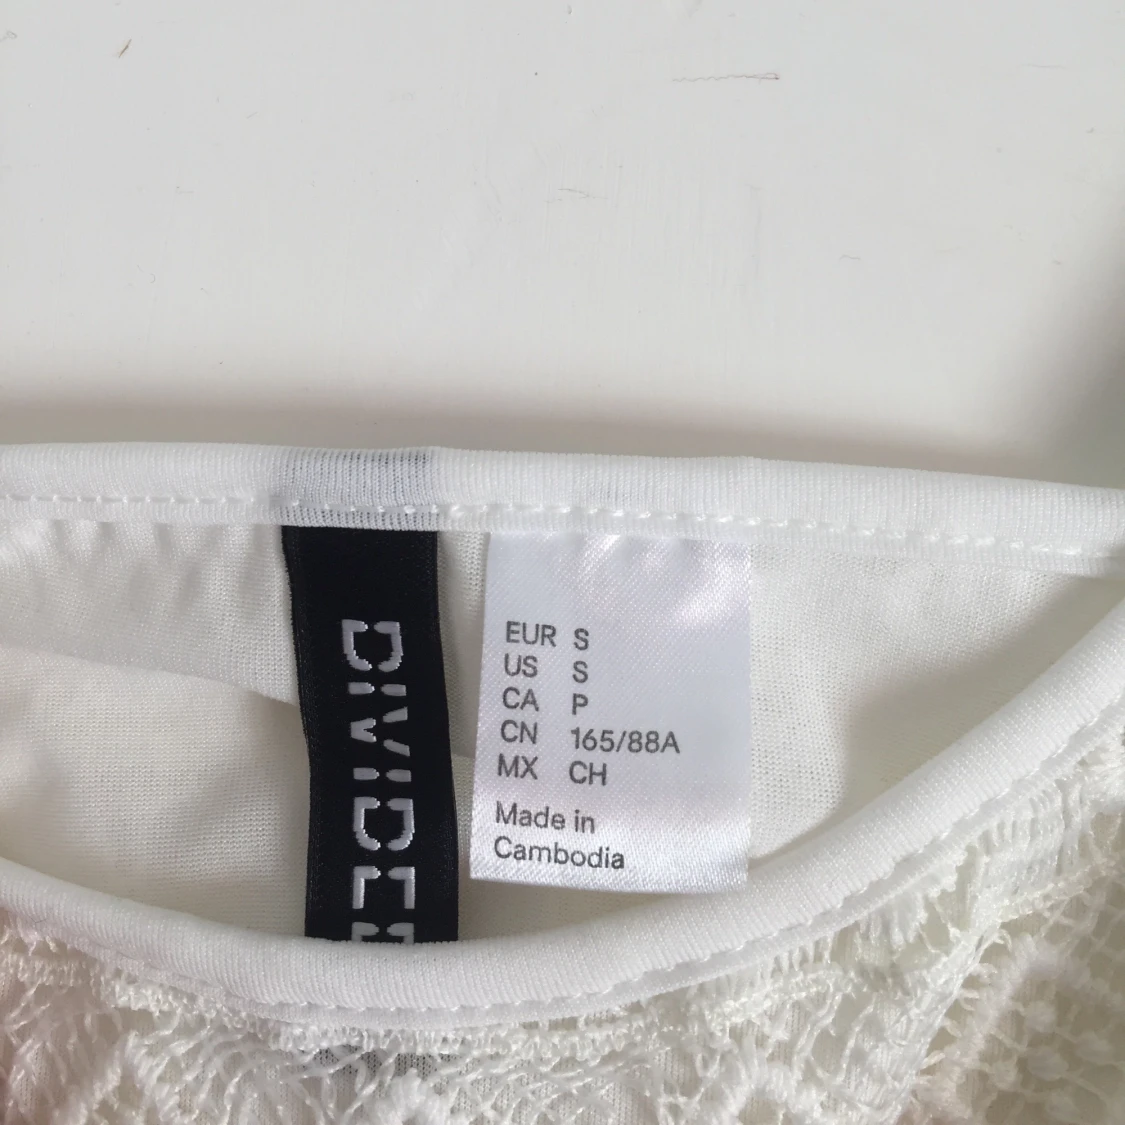 DIVIDE
EUR S
US S
CA P
CN 165/88A
MX CH
Made in
Cambodia